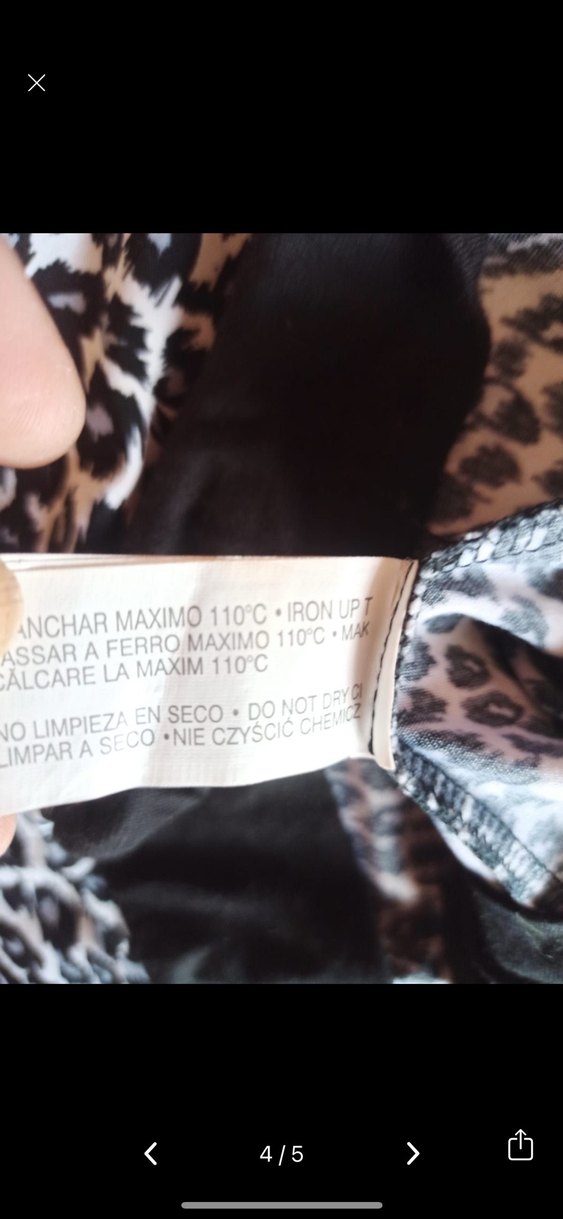 ANCHAR MAXIMO 110°C • IRON UP T
ASSAR A FERRO MAXIMO 110°C • MAK
CĂLCARE LA MAXIM 110°C
NO LIMPIEZA EN SECO • DO NOT DRY CL
LIMPAR A SECO •NIE CZYŚCIĆ CHEMICZ
4/5